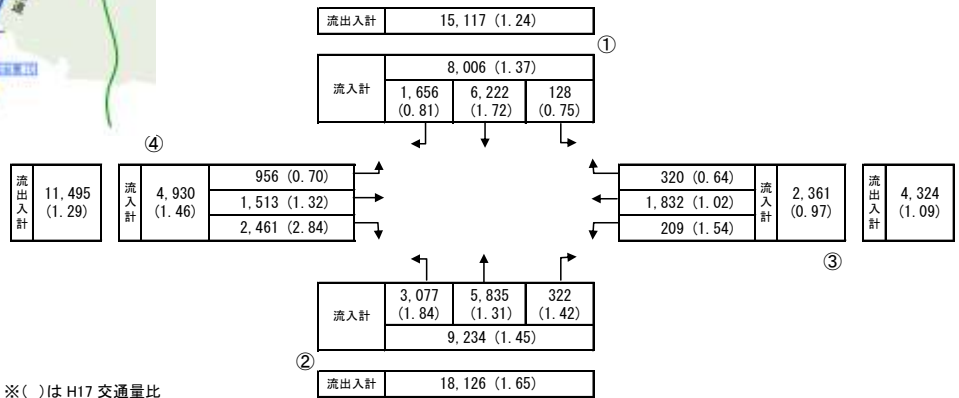 流出入計 15,117 (1.24)
①
流入計 8,006 (1.37)
1,656 6,222 128
(0.81) (1.72) (0.75)
④
流出入計 11,495 (1.29)
流入計 4,930 (1.46)
956 (0.70)
1,513 (1.32)
2,461 (2.84)
320 (0.64)
1,832 (1.02)
209 (1.54)
流入計 2,361 (0.97)
流出入計 4,324 (1.09)
③
流入計 3,077 5,835 322
(1.84) (1.31) (1.42)
9,234 (1.45)
②
流出入計 18,126 (1.65)
※( )は H17 交通量比